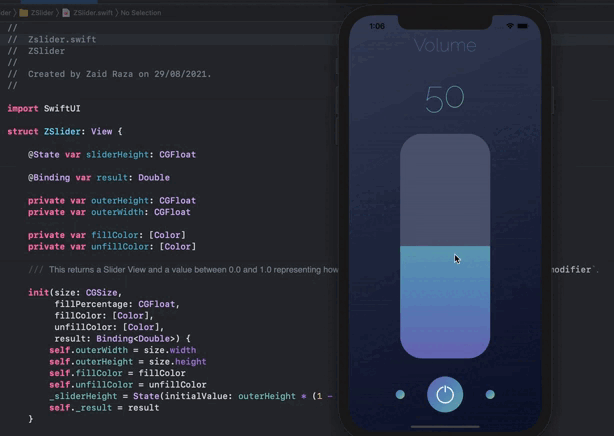 der › ZSlider › ZSlider.swift › No Selection
//
//  Zslider.swift
//  ZSlider
//
//  Created by Zaid Raza on 29/08/2021.
//
import SwiftUI
struct ZSlider: View {
@State var sliderHeight: CGFloat
@Binding var result: Double
private var outerHeight: CGFloat
private var outerWidth: CGFloat
private var fillColor: [Color]
private var unfillColor: [Color]
/// This returns a Slider View and a value between 0.0 and 1.0 representing how
modifier`.
init(size: CGSize,
fillPercentage: CGFloat,
fillColor: [Color],
unfillColor: [Color],
result: Binding<Double>) {
self.outerWidth = size.width
self.outerHeight = size.height
self.fillColor = fillColor
self.unfillColor = unfillColor
_sliderHeight = State(initialValue: outerHeight * (1 -
self._result = result
}
1:06
Volume
50